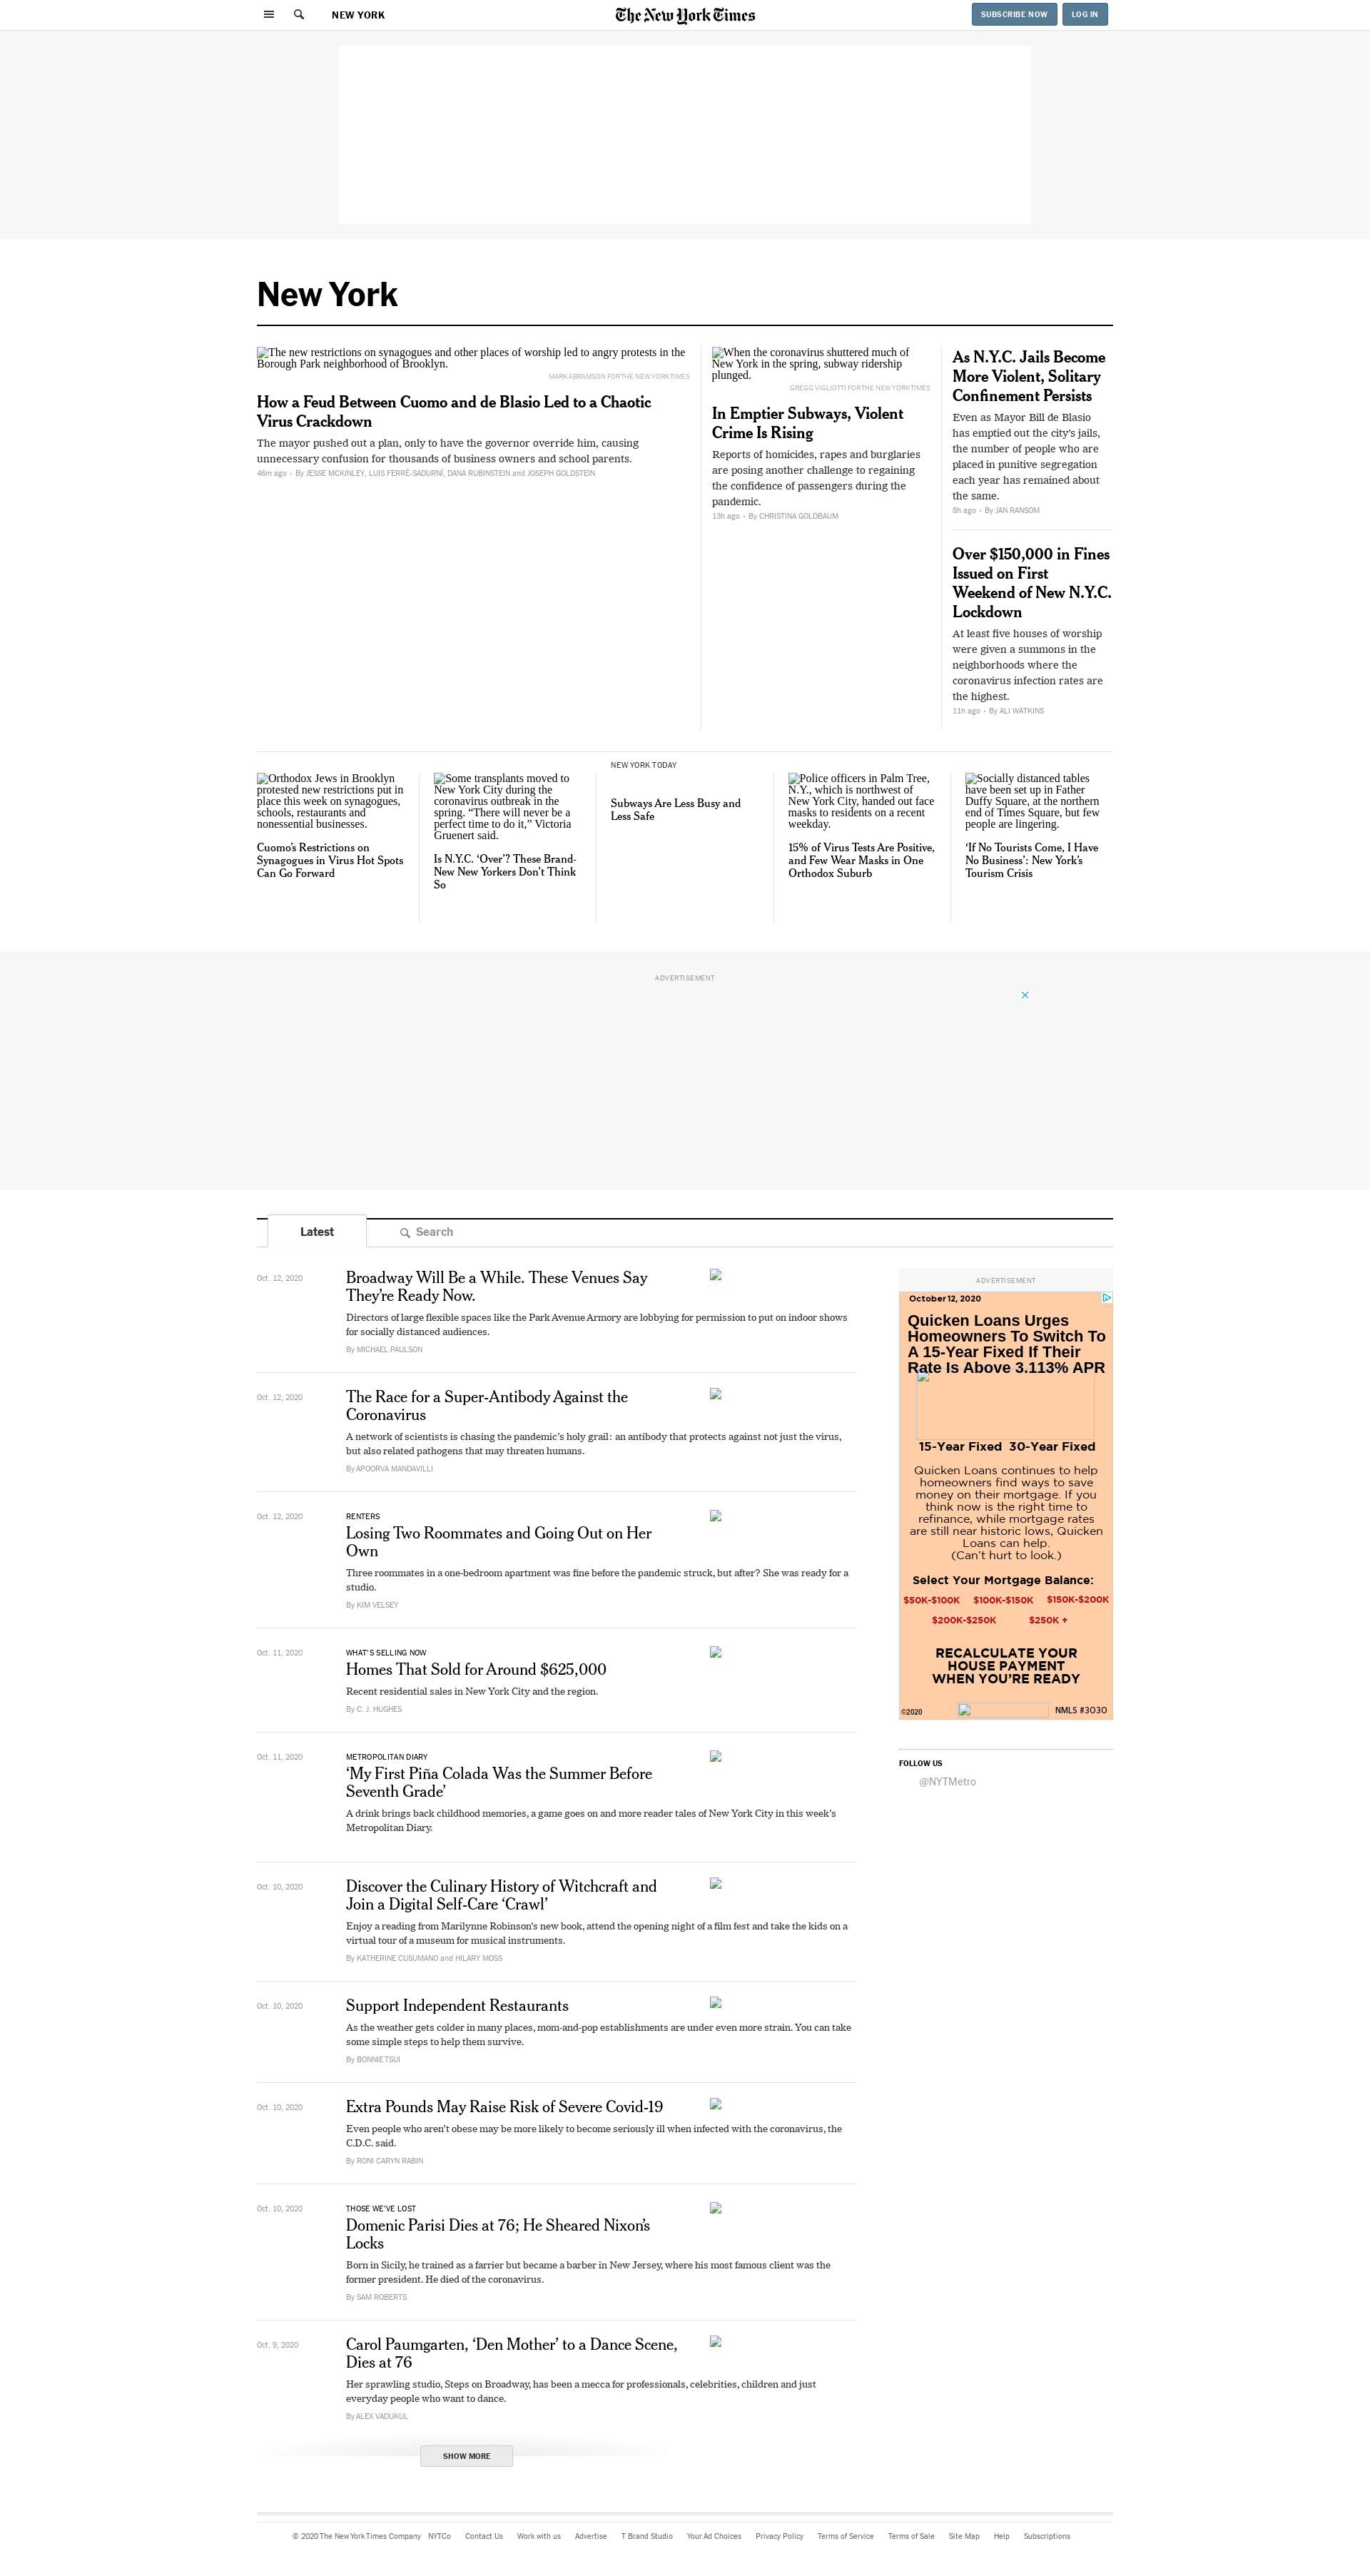 NEW YORK
The New York Times
SUBSCRIBE NOW
LOG IN
New York
The new restrictions on synagogues and other places of worship led to angry protests in the
Borough Park neighborhood of Brooklyn.
MARK ABRAMSON FOR THE NEW YORK TIMES
How a Feud Between Cuomo and de Blasio Led to a Chaotic
Virus Crackdown
The mayor pushed out a plan, only to have the governor override him, causing
unnecessary confusion for thousands of business owners and school parents.
46m ago • By JESSE MCKINLEY, LUIS FERRÉ-SADURNÍ, DANA RUBINSTEIN and JOSEPH GOLDSTEIN
When the coronavirus shuttered much of
New York in the spring, subway ridership
plunged.
GREGG VIGLIOTTI FOR THE NEW YORK TIMES
In Emptier Subways, Violent
Crime Is Rising
Reports of homicides, rapes and burglaries
are posing another challenge to regaining
the confidence of passengers during the
pandemic.
13h ago • By CHRISTINA GOLDBAUM
As N.Y.C. Jails Become
More Violent, Solitary
Confinement Persists
Even as Mayor Bill de Blasio
has emptied out the city’s jails,
the number of people who are
placed in punitive segregation
each year has remained about
the same.
8h ago • By JAN RANSOM
Over $150,000 in Fines
Issued on First
Weekend of New N.Y.C.
Lockdown
At least five houses of worship
were given a summons in the
neighborhoods where the
coronavirus infection rates are
the highest.
11h ago • By ALI WATKINS
Orthodox Jews in Brooklyn
protested new restrictions put in
place this week on synagogues,
schools, restaurants and
nonessential businesses.
Cuomo’s Restrictions on
Synagogues in Virus Hot Spots
Can Go Forward
Some transplants moved to
New York City during the
coronavirus outbreak in the
spring. “There will never be a
perfect time to do it,” Victoria
Gruenert said.
Is N.Y.C. ‘Over’? These Brand-
New New Yorkers Don’t Think
So
NEW YORK TODAY
Subways Are Less Busy and
Less Safe
Police officers in Palm Tree,
N.Y., which is northwest of
New York City, handed out face
masks to residents on a recent
weekday.
15% of Virus Tests Are Positive,
and Few Wear Masks in One
Orthodox Suburb
Socially distanced tables
have been set up in Father
Duffy Square, at the northern
end of Times Square, but few
people are lingering.
‘If No Tourists Come, I Have
No Business’: New York’s
Tourism Crisis
ADVERTISEMENT
Latest
Search
Oct. 12, 2020
Broadway Will Be a While. These Venues Say
They’re Ready Now.
Directors of large flexible spaces like the Park Avenue Armory are lobbying for permission to put on indoor shows
for socially distanced audiences.
By MICHAEL PAULSON
Oct. 12, 2020
The Race for a Super-Antibody Against the
Coronavirus
A network of scientists is chasing the pandemic’s holy grail: an antibody that protects against not just the virus,
but also related pathogens that may threaten humans.
By APOORVA MANDAVILLI
Oct. 12, 2020
RENTERS
Losing Two Roommates and Going Out on Her
Own
Three roommates in a one-bedroom apartment was fine before the pandemic struck, but after? She was ready for a
studio.
By KIM VELSEY
Oct. 11, 2020
WHAT’S SELLING NOW
Homes That Sold for Around $625,000
Recent residential sales in New York City and the region.
By C. J. HUGHES
Oct. 11, 2020
METROPOLITAN DIARY
‘My First Piña Colada Was the Summer Before
Seventh Grade’
A drink brings back childhood memories, a game goes on and more reader tales of New York City in this week’s
Metropolitan Diary.
Oct. 10, 2020
Discover the Culinary History of Witchcraft and
Join a Digital Self-Care ‘Crawl’
Enjoy a reading from Marilynne Robinson’s new book, attend the opening night of a film fest and take the kids on a
virtual tour of a museum for musical instruments.
By KATHERINE CUSUMANO and HILARY MOSS
Oct. 10, 2020
Support Independent Restaurants
As the weather gets colder in many places, mom-and-pop establishments are under even more strain. You can take
some simple steps to help them survive.
By BONNIE TSUI
Oct. 10, 2020
Extra Pounds May Raise Risk of Severe Covid-19
Even people who aren’t obese may be more likely to become seriously ill when infected with the coronavirus, the
C.D.C. said.
By RONI CARYN RABIN
Oct. 10, 2020
THOSE WE’VE LOST
Domenic Parisi Dies at 76; He Sheared Nixon’s
Locks
Born in Sicily, he trained as a farrier but became a barber in New Jersey, where his most famous client was the
former president. He died of the coronavirus.
By SAM ROBERTS
Oct. 9, 2020
Carol Paumgarten, ‘Den Mother’ to a Dance Scene,
Dies at 76
Her sprawling studio, Steps on Broadway, has been a mecca for professionals, celebrities, children and just
everyday people who want to dance.
By ALEX VADUKUL
SHOW MORE
ADVERTISEMENT
October 12, 2020
Quicken Loans Urges
Homeowners To Switch To
A 15-Year Fixed If Their
Rate Is Above 3.113% APR
15-Year Fixed 30-Year Fixed
Quicken Loans continues to help
homeowners find ways to save
money on their mortgage. If you
think now is the right time to
refinance, while mortgage rates
are still near historic lows, Quicken
Loans can help.
(Can’t hurt to look.)
Select Your Mortgage Balance:
$50K-$100K $100K-$150K $150K-$200K
$200K-$250K $250K +
RECALCULATE YOUR
HOUSE PAYMENT
WHEN YOU’RE READY
©2020
NMLS #3030
FOLLOW US
@NYTMetro
© 2020 The New York Times Company NYTCo Contact Us Work with us Advertise T Brand Studio Your Ad Choices Privacy Policy Terms of Service Terms of Sale Site Map Help Subscriptions